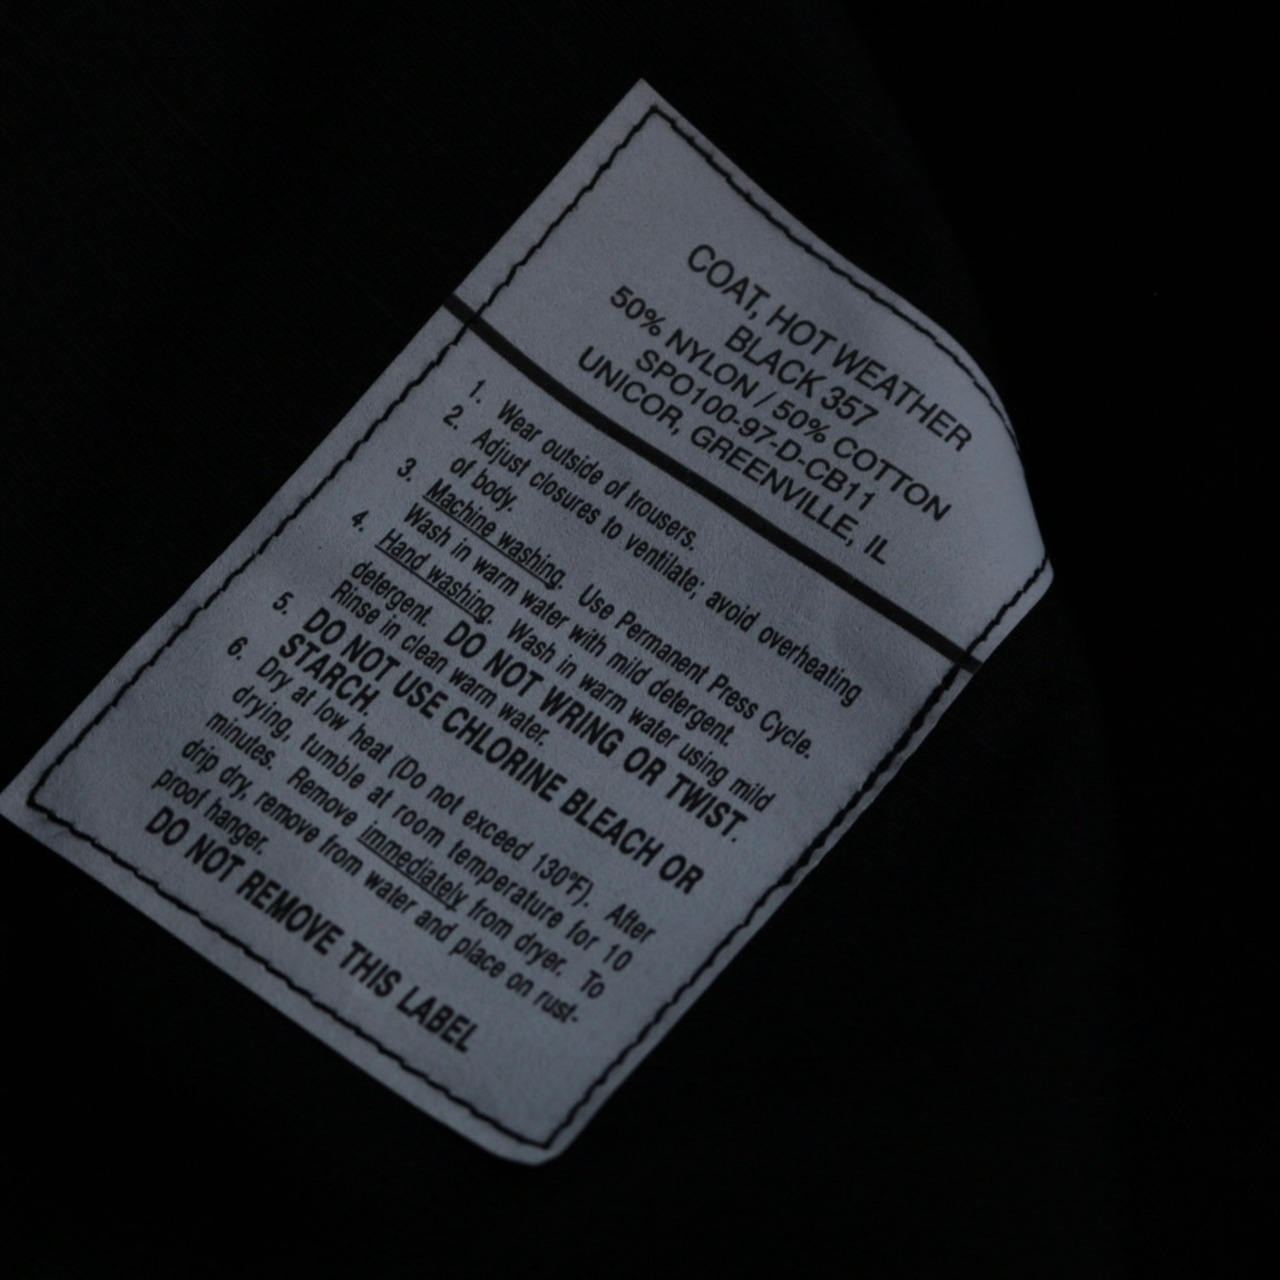 COAT, HOT WEATHER
BLACK 357
50% NYLON / 50% COTTON
SPO100-97-D-CB11
UNICOR, GREENVILLE, IL
1. Wear outside of trousers.
2. Adjust closures to ventilate; avoid overheating
of body.
3. Machine washing. Use Permanent Press Cycle.
Wash in warm water with mild detergent.
4. Hand washing. Wash in warm water using mild
detergent. DO NOT WRING OR TWIST.
Rinse in clean warm water.
5. DO NOT USE CHLORINE BLEACH OR
STARCH.
6. Dry at low heat (Do not exceed 130°F). After
drying, tumble at room temperature for 10
minutes. Remove immediately from dryer. To
drip dry, remove from water and place on rust-
proof hanger.
DO NOT REMOVE THIS LABEL